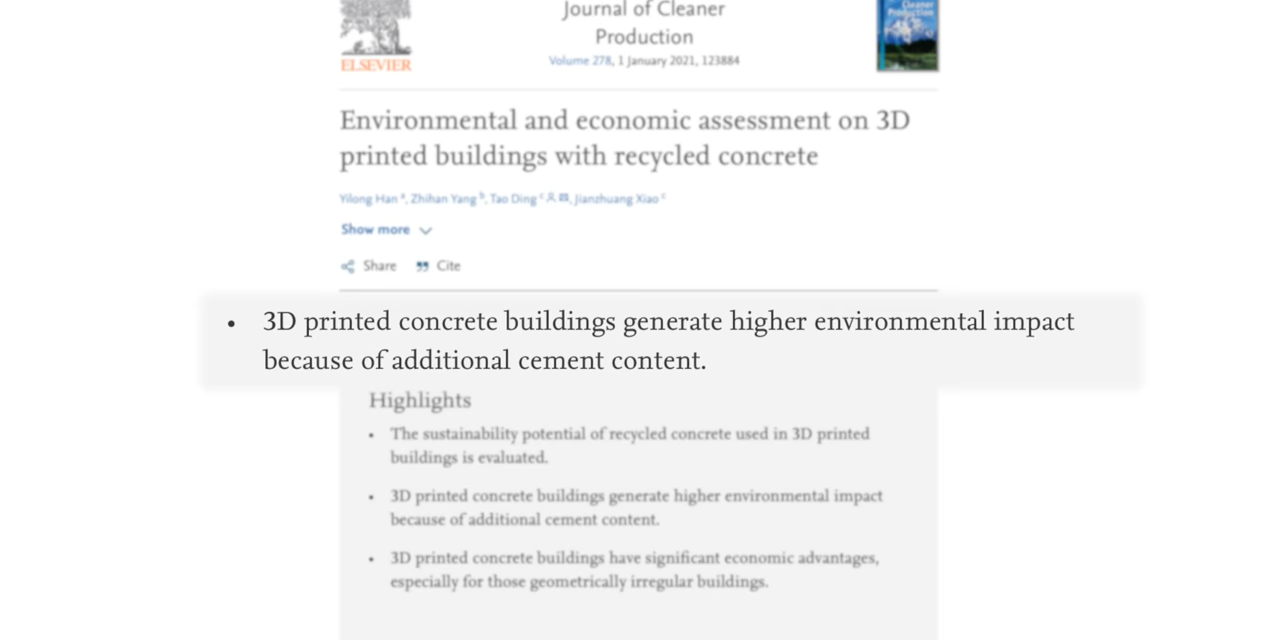 Journal of Cleaner
Production
Cleaner
Production
ELSEVIER
Volume 278, 1 January 2021, 123884
Environmental and economic assessment on 3D
printed buildings with recycled concrete
Yilong Han a, Zhihan Yang b, Tao Ding c, Jianzhuang Xiao c
Show more
Share Cite
• 3D printed concrete buildings generate higher environmental impact
because of additional cement content.
Highlights
• The sustainability potential of recycled concrete used in 3D printed
buildings is evaluated.
• 3D printed concrete buildings generate higher environmental impact
because of additional cement content.
• 3D printed concrete buildings have significant economic advantages,
especially for those geometrically irregular buildings.